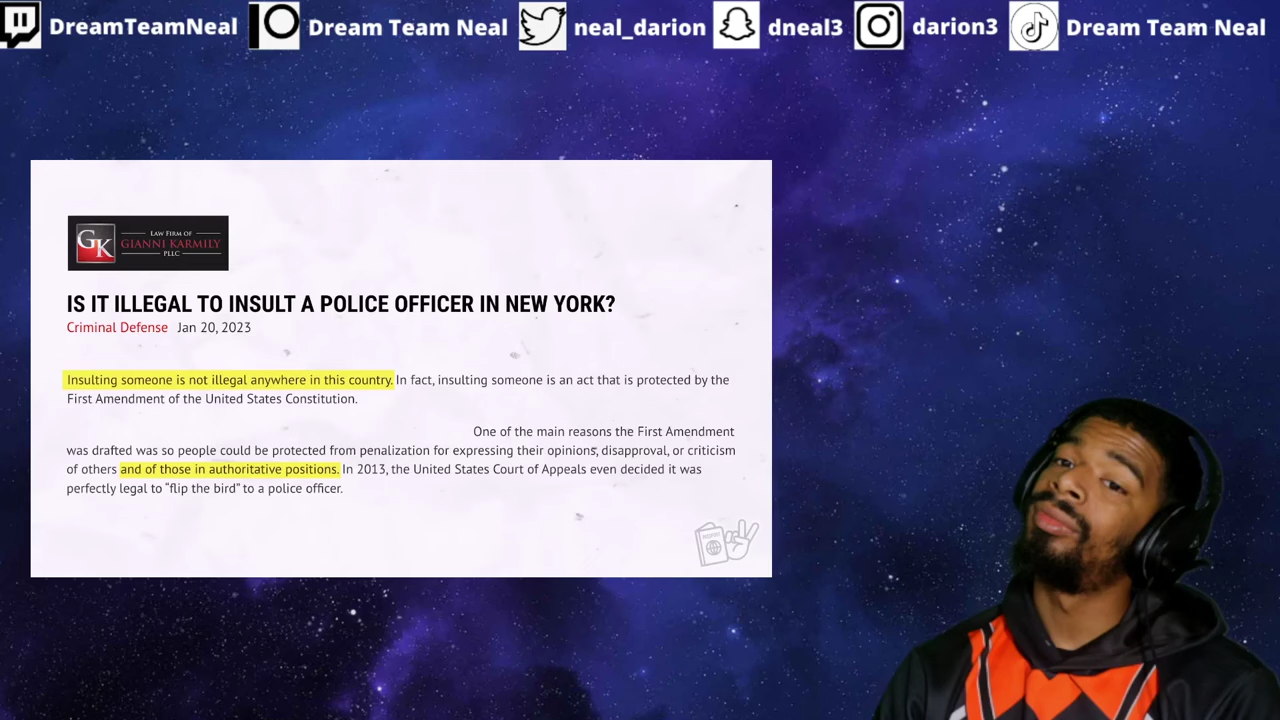 DreamTeamNeal Dream Team Neal neal_darion dneal3 darion3 Dream Team Neal
GK
LAW FIRM OF
GIANNI KARMILY
PLLC
IS IT ILLEGAL TO INSULT A POLICE OFFICER IN NEW YORK?
Criminal Defense Jan 20, 2023
Insulting someone is not illegal anywhere in this country. In fact, insulting someone is an act that is protected by the
First Amendment of the United States Constitution.
One of the main reasons the First Amendment
was drafted was so people could be protected from penalization for expressing their opinions, disapproval, or criticism
of others and of those in authoritative positions. In 2013, the United States Court of Appeals even decided it was
perfectly legal to "flip the bird" to a police officer.
PASSPORT